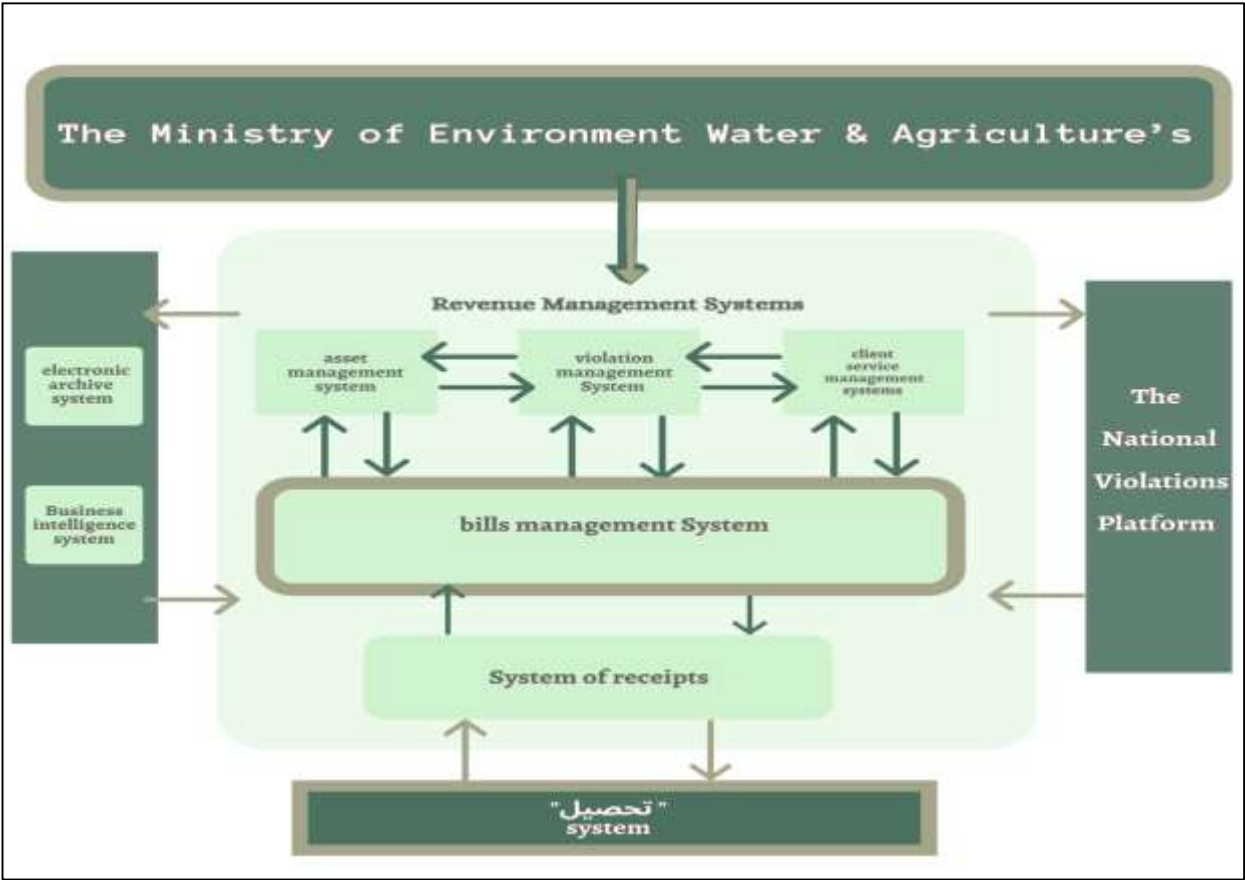 The Ministry of Environment Water & Agriculture's
Revenue Management Systems
asset
management
system
violation
management
System
client
service
management
systems
electronic
archive
system
Business
intelligence
system
bills management System
System of receipts
The
National
Violations
Platform
"تحصيل "
system